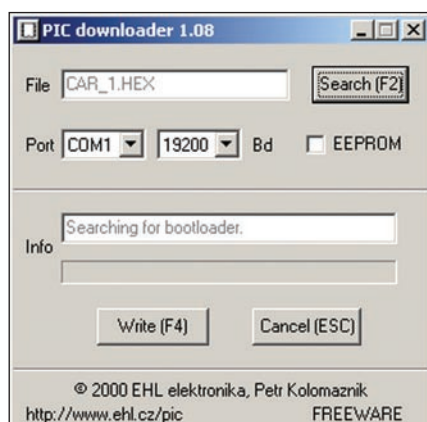 PIC downloader 1.08
File CAR_1.HEX Search (F2)
Port COM1 19200 Bd EEPROM
Searching for bootloader.
Info
Write (F4) Cancel (ESC)
© 2000 EHL elektronika, Petr Kolomaznik
http://www.ehl.cz/pic FREEWARE